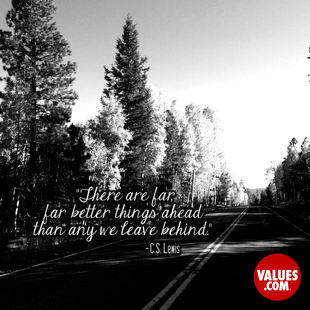 "There are far,
far better things ahead
than any we leave behind."
- C.S. Lewis
VALUES
.COM